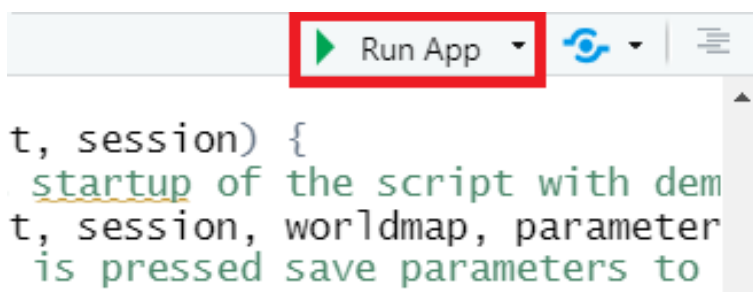 Run App
t, session) {
startup of the script with dem
t, session, worldmap, parameter
is pressed save parameters to